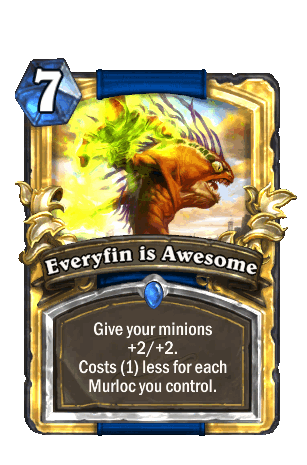 7
Everyfin is Awesome
Give your minions
+2/+2.
Costs (1) less for each
Murloc you control.